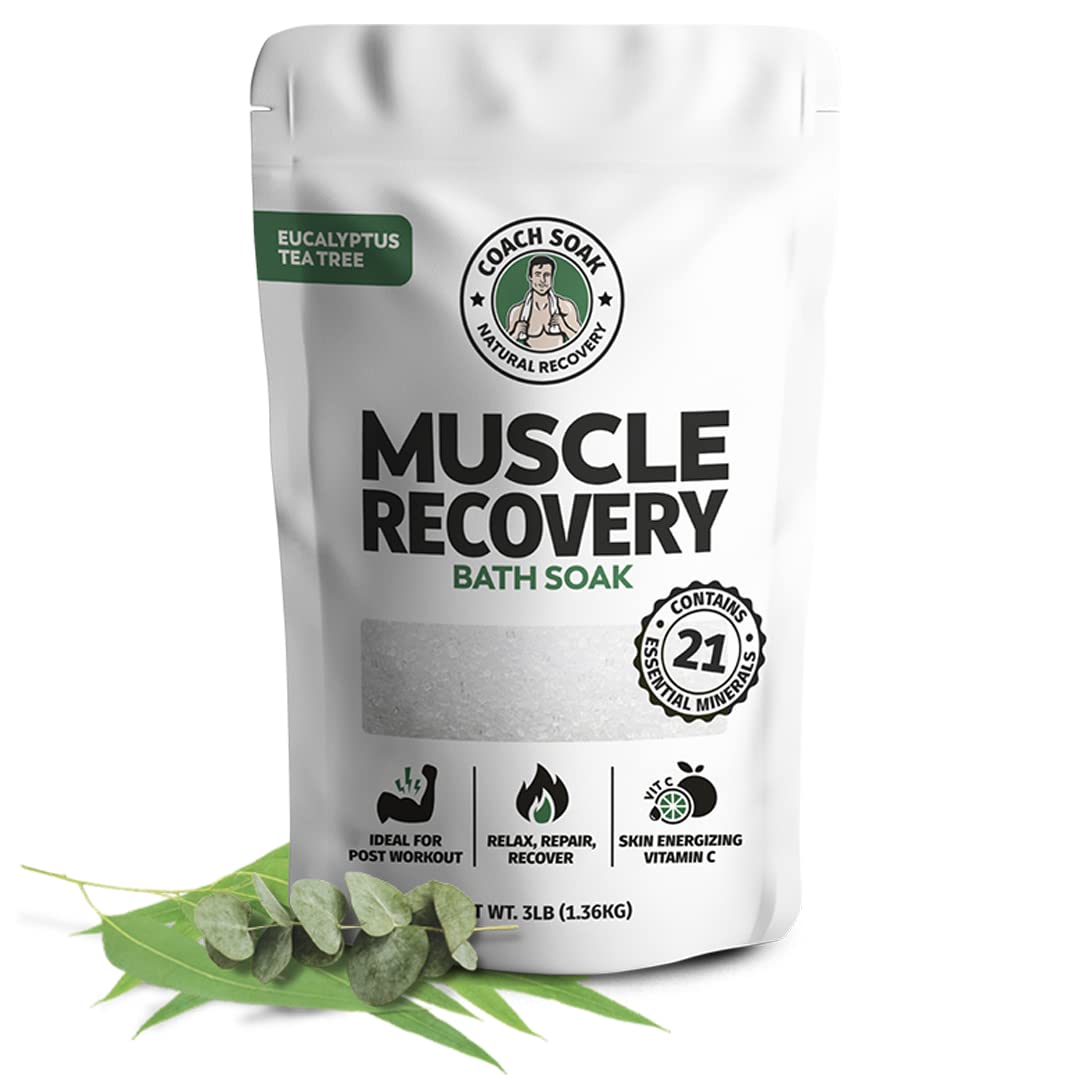 EUCALYPTUS
TEA TREE
COACH SOAK
NATURAL RECOVERY
MUSCLE
RECOVERY
BATH SOAK
CONTAINS
21
ESSENTIAL MINERALS
VIT C
IDEAL FOR
POST WORKOUT
RELAX, REPAIR,
RECOVER
SKIN ENERGIZING
VITAMIN C
T WT. 3LB (1.36KG)